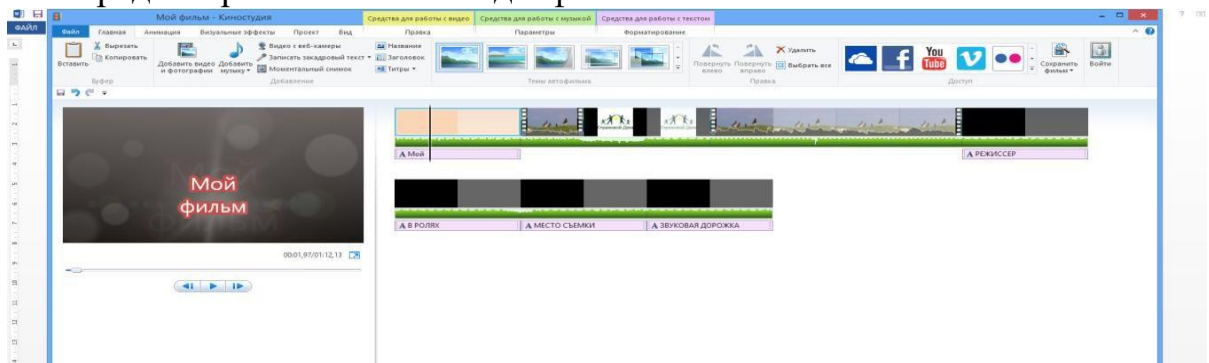 Мой фильм - Киностудия
Средства для работы с видео
Средства для работы с музыкой
Средства для работы с текстом
ФАЙЛ
Файл
Главная
Анимация
Визуальные эффекты
Проект
Вид
Правка
Параметры
Форматирование
Вставить
Вырезать
Копировать
Буфер
Добавить видео и фотографии
Добавить музыку
Видео с веб-камеры
Записать закадровый текст
Моментальный снимок
Добавление
Название
Заголовок
Титры
Темы автофильма
Повернуть влево
Повернуть вправо
Удалить
Выбрать все
Правка
You Tube
Доступ
Сохранить фильм
Войти
Мой
фильм
00:01,97/01:12,13
A Мой
A РЕЖИССЕР
A В РОЛЯХ
A МЕСТО СЪЕМКИ
A ЗВУКОВАЯ ДОРОЖКА